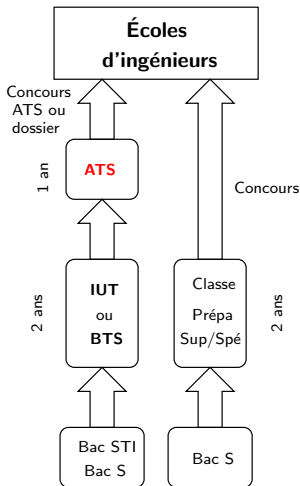 École​s
d'ingénieurs
Concours
ATS ou
dossier
1 an
ATS
Concours
2 ans
IUT
ou
BTS
Classe
Prépa
Sup/Spé
2 ans
Bac STI
Bac S
Bac S